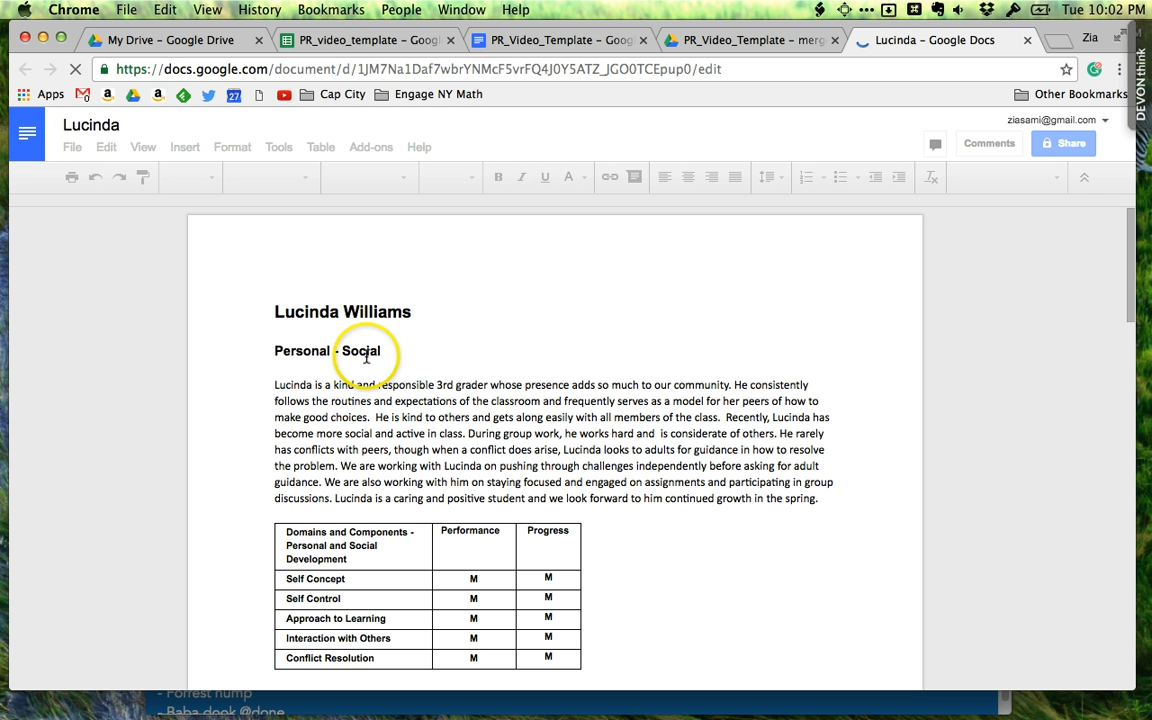 Chrome File Edit View History Bookmarks People Window Help Tue 10:02 PM
My Drive – Google Drive PR_video_template – Googl PR_Video_Template – Goog PR_Video_Template – merg Lucinda – Google Docs Zia
https://docs.google.com/document/d/1JM7Na1Daf7wbrYNMcF5vrFQ4J0Y5ATZ_JGO0TCEpup0/edit
Apps 27 Cap City Engage NY Math Other Bookmarks
DEVONthink
Lucinda ziasami@gmail.com
File Edit View Insert Format Tools Table Add-ons Help Comments Share
Lucinda Williams
Personal - Social
Lucinda is a kind and responsible 3rd grader whose presence adds so much to our community. He consistently
follows the routines and expectations of the classroom and frequently serves as a model for her peers of how to
make good choices. He is kind to others and gets along easily with all members of the class. Recently, Lucinda has
become more social and active in class. During group work, he works hard and is considerate of others. He rarely
has conflicts with peers, though when a conflict does arise, Lucinda looks to adults for guidance in how to resolve
the problem. We are working with Lucinda on pushing through challenges independently before asking for adult
guidance. We are also working with him on staying focused and engaged on assignments and participating in group
discussions. Lucinda is a caring and positive student and we look forward to him continued growth in the spring.
Domains and Components - Performance Progress
Personal and Social
Development
Self Concept M M
Self Control M M
Approach to Learning M M
Interaction with Others M M
Conflict Resolution M M
- Baba dook @done